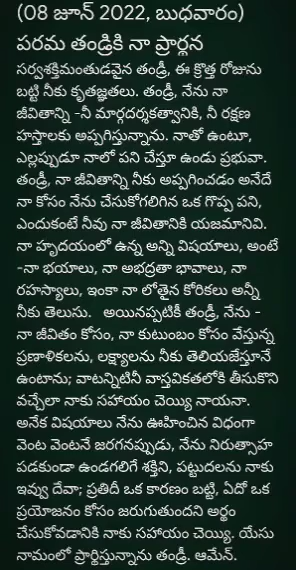 (08 జూన్ 2022, బుధవారం)
పరమ తండ్రికి నా ప్రార్థన
సర్వశక్తిమంతుడవైన తండ్రీ, ఈ క్రొత్త రోజును
బట్టి నీకు కృతజ్ఞతలు. తండ్రీ, నేను నా
జీవితాన్ని -నీ మార్గదర్శకత్వానికి, నీ రక్షణ
హస్తాలకు అప్పగిస్తున్నాను. నాతో ఉంటూ,
ఎల్లప్పుడూ నాలో పని చేస్తూ ఉండు ప్రభువా.
తండ్రీ, నా జీవితాన్ని నీకు అప్పగించడం అనేదే
నా కోసం నేను చేసుకోగలిగిన ఒక గొప్ప పని,
ఎందుకంటే నీవు నా జీవితానికి యజమానివి.
నా హృదయంలో ఉన్న అన్ని విషయాలు, అంటే
-నా భయాలు, నా అభద్రతా భావాలు, నా
రహస్యాలు, ఇంకా నా లోతైన కోరికలు అన్నీ
నీకు తెలుసు. అయినప్పటికీ తండ్రీ, నేను -
నా జీవితం కోసం, నా కుటుంబం కోసం వేస్తున్న
ప్రణాళికలను, లక్ష్యాలను నీకు తెలియజేస్తూనే
ఉంటాను; వాటన్నిటినీ వాస్తవికతలోకి తీసుకొని
వచ్చేలా నాకు సహాయం చెయ్యి నాయనా.
అనేక విషయాలు నేను ఊహించిన విధంగా
వెంట వెంటనే జరగనప్పుడు, నేను నిరుత్సాహ
పడకుండా ఉండగలిగే శక్తిని, పట్టుదలను నాకు
ఇవ్వు దేవా; ప్రతిదీ ఒక కారణం బట్టి, ఏదో ఒక
ప్రయోజనం కోసం జరుగుతుందని అర్థం
చేసుకోవడానికి నాకు సహాయం చెయ్యి. యేసు
నామంలో ప్రార్థిస్తున్నాను తండ్రీ. ఆమేన్.